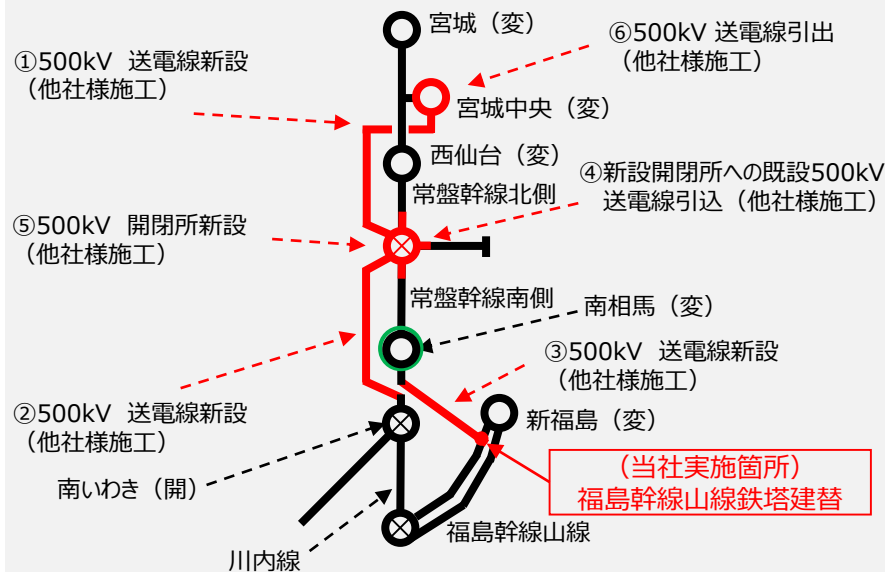 宮城（変）
①500kV 送電線新設
（他社様施工）
⑥500kV 送電線引出
（他社様施工）
宮城中央（変）
西仙台（変）
④新設開閉所への既設500kV
送電線引込（他社様施工）
常盤幹線北側
⑤500kV 開閉所新設
（他社様施工）
常盤幹線南側
南相馬（変）
③500kV 送電線新設
（他社様施工）
②500kV 送電線新設
（他社様施工）
新福島（変）
南いわき（開）
（当社実施箇所）
福島幹線山線鉄塔建替
福島幹線山線
川内線